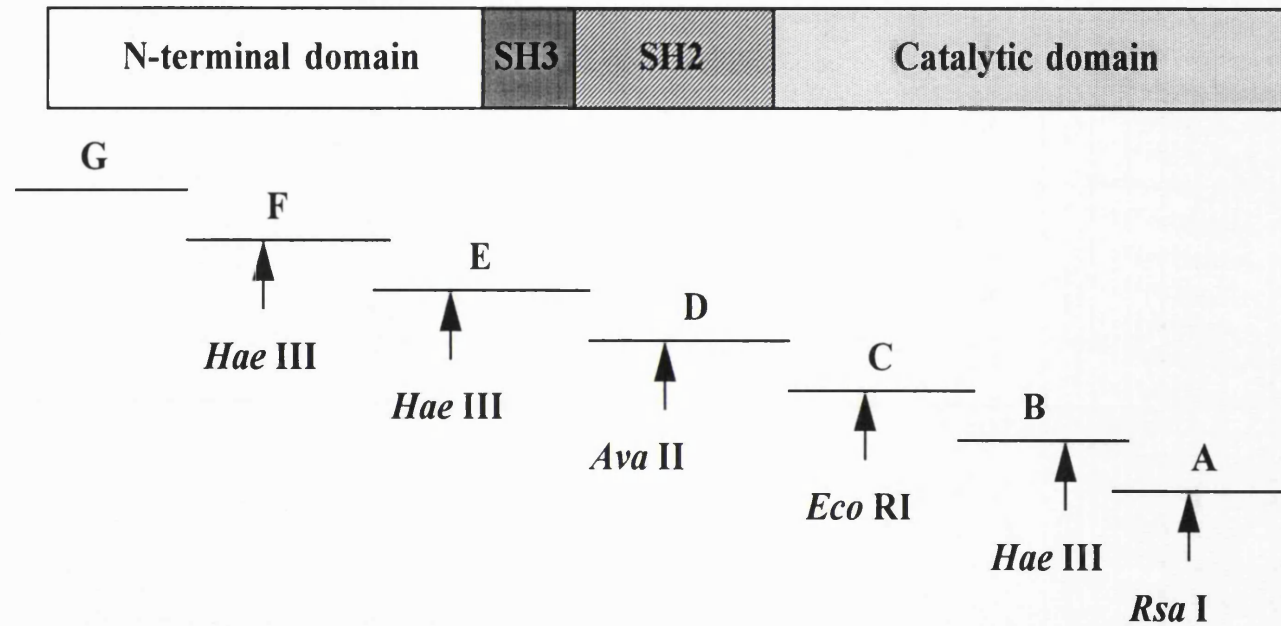 N-terminal domain SH3 SH2 Catalytic domain
G
F
Hae III
E
Hae III
D
Ava II
C
Eco RI
B
Hae III
A
Rsa I